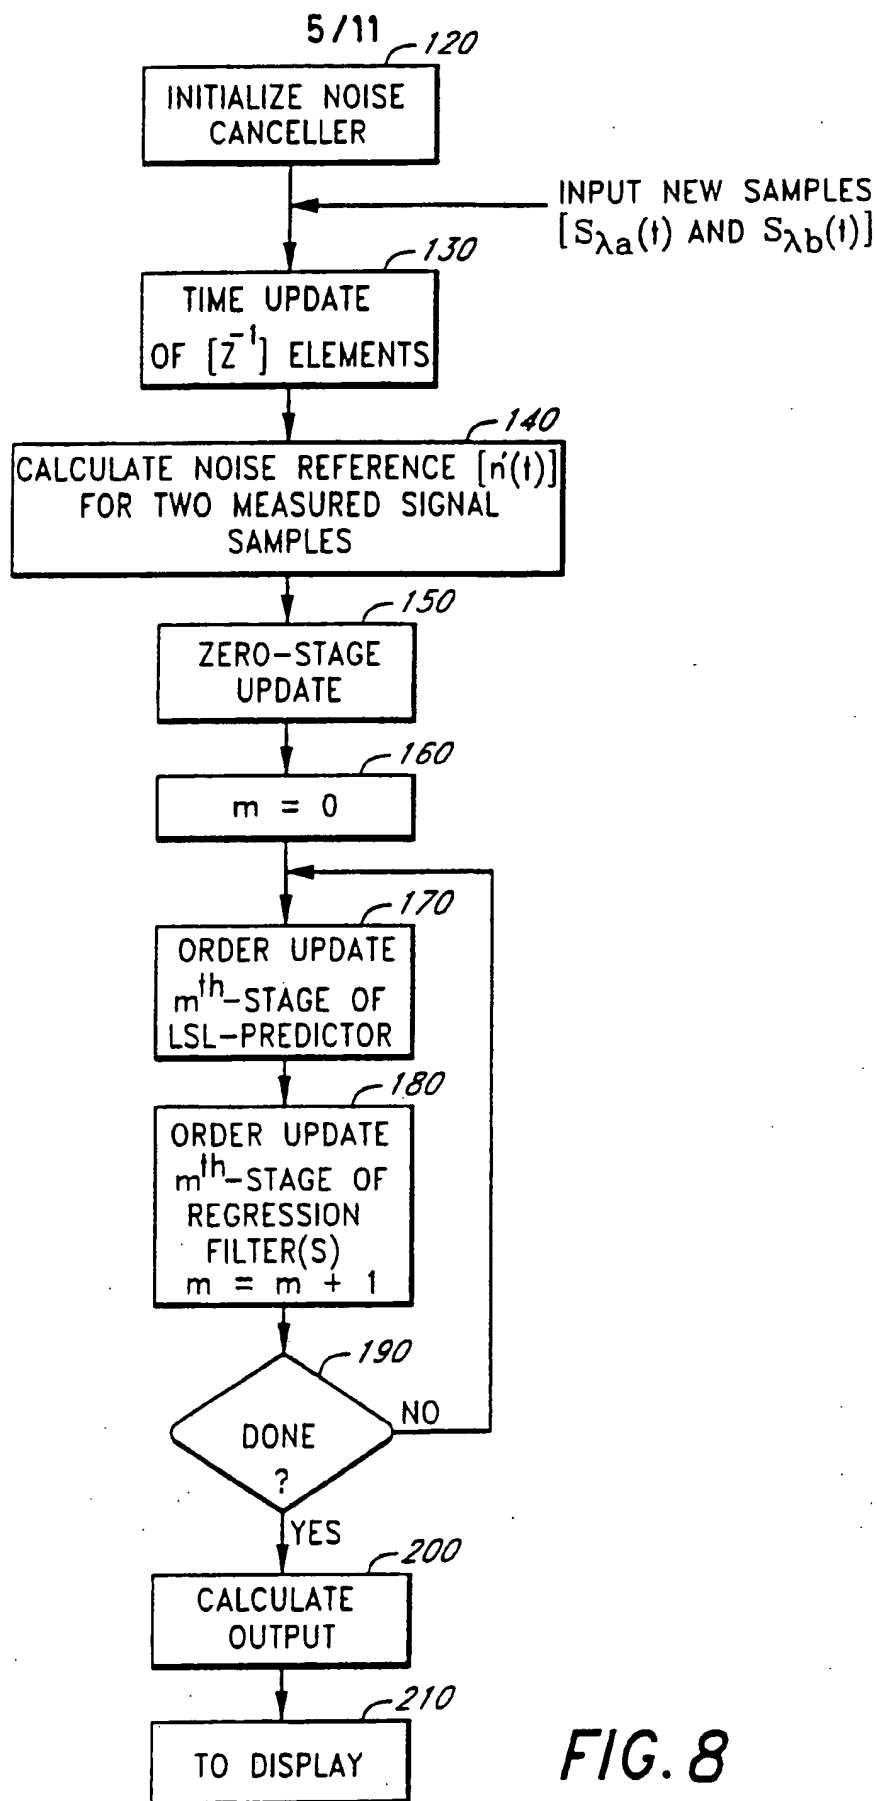 5/11
120
INITIALIZE NOISE
CANCELLER
INPUT NEW SAMPLES
[Sλa(t) AND Sλb(t)]
130
TIME UPDATE
OF [Z⁻¹] ELEMENTS
140
CALCULATE NOISE REFERENCE [n'(t)]
FOR TWO MEASURED SIGNAL
SAMPLES
150
ZERO-STAGE
UPDATE
160
m = 0
170
ORDER UPDATE
mth-STAGE OF
LSL-PREDICTOR
180
ORDER UPDATE
mth-STAGE OF
REGRESSION
FILTER(S)
m = m + 1
190
DONE
?
NO
YES
200
CALCULATE
OUTPUT
210
TO DISPLAY
FIG. 8